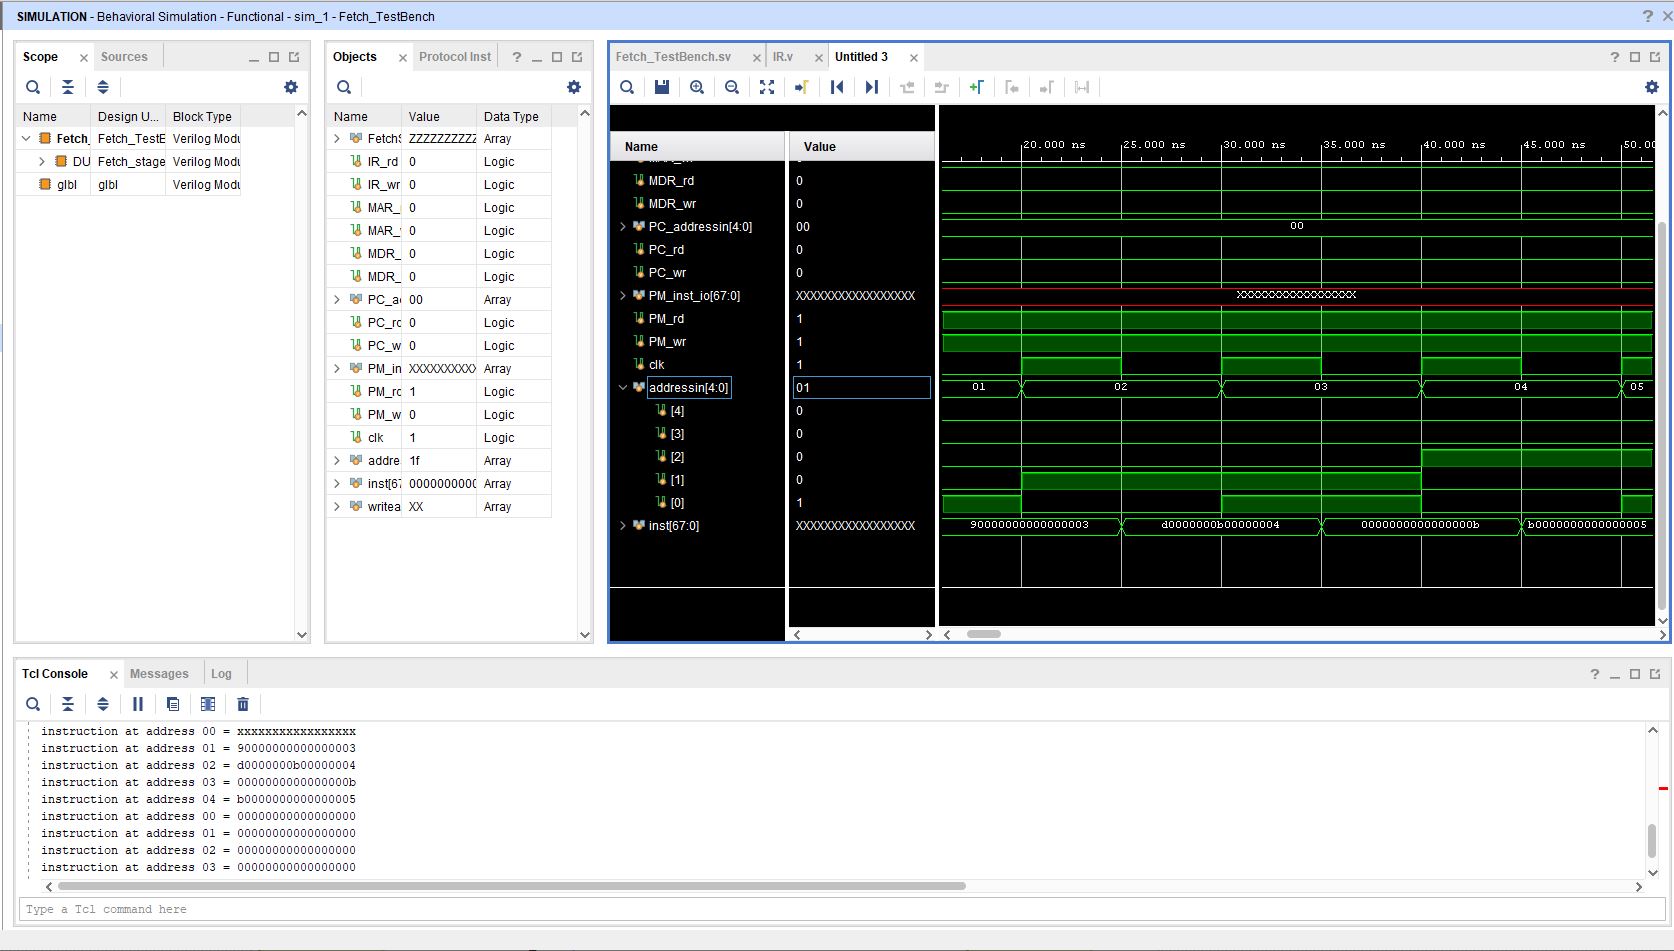 SIMULATION - Behavioral Simulation - Functional - sim_1 - Fetch_TestBench
Scope
Sources
Name Design U... Block Type
Fetch_ Fetch_TestE Verilog Modu
DU Fetch_stage Verilog Modu
glbl glbl Verilog Modu
Objects
Protocol Inst
Name Value Data Type
FetchS ZZZZZZZZZZ Array
IR_rd 0 Logic
IR_wr 0 Logic
MAR_ 0 Logic
MAR_ 0 Logic
MDR_ 0 Logic
MDR_ 0 Logic
PC_a 00 Array
PC_rc 0 Logic
PC_w 0 Logic
PM_in XXXXXXXXXX Array
PM_rc 1 Logic
PM_w 0 Logic
clk 1 Logic
addre 1f Array
inst[67 0000000000 Array
writea XX Array
Fetch_TestBench.sv
IR.v
Untitled 3
Name Value
20.000 ns 25.000 ns 30.000 ns 35.000 ns 40.000 ns 45.000 ns 50.00
MDR_rd 0
MDR_wr 0
PC_addressin[4:0] 00 00
PC_rd 0
PC_wr 0
PM_inst_io[67:0] XXXXXXXXXXXXXXXXX XXXXXXXXXXXXXXXXX
PM_rd 1
PM_wr 1
clk 1
addressin[4:0] 01 01 02 03 04 05
[4] 0
[3] 0
[2] 0
[1] 0
[0] 1
inst[67:0] XXXXXXXXXXXXXXXXX 90000000000000003 d0000000b00000004 0000000000000000b b0000000000000005
Tcl Console
Messages
Log
instruction at address 00 = xxxxxxxxxxxxxxxxx
instruction at address 01 = 90000000000000003
instruction at address 02 = d0000000b00000004
instruction at address 03 = 0000000000000000b
instruction at address 04 = b0000000000000005
instruction at address 00 = 00000000000000000
instruction at address 01 = 00000000000000000
instruction at address 02 = 00000000000000000
instruction at address 03 = 00000000000000000
Type a Tcl command here